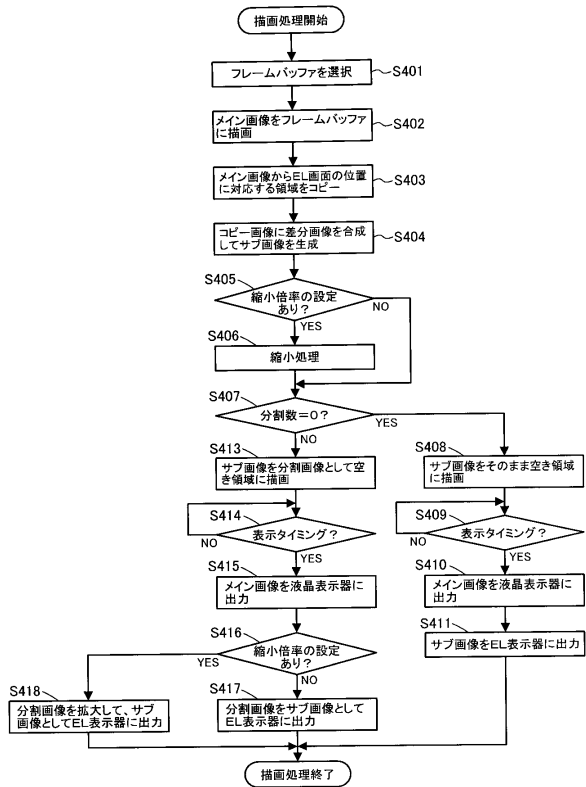 描画処理開始
フレームバッファを選択
S401
メイン画像をフレームバッファ
に描画
S402
メイン画像からEL画面の位置
に対応する領域をコピー
S403
コピー画像に差分画像を合成
してサブ画像を生成
S404
S405
縮小倍率の設定
あり?
NO
YES
S406
縮小処理
S407
分割数=0?
YES
NO
S413
サブ画像を分割画像として空
き領域に描画
S408
サブ画像をそのまま空き領域
に描画
S414
表示タイミング?
NO
YES
S409
表示タイミング?
NO
YES
S415
メイン画像を液晶表示器に
出力
S410
メイン画像を液晶表示器に
出力
S416
縮小倍率の設定
あり?
YES
NO
S411
サブ画像をEL表示器に出力
S418
分割画像を拡大して、サブ
画像としてEL表示器に出力
S417
分割画像をサブ画像として
EL表示器に出力
描画処理終了